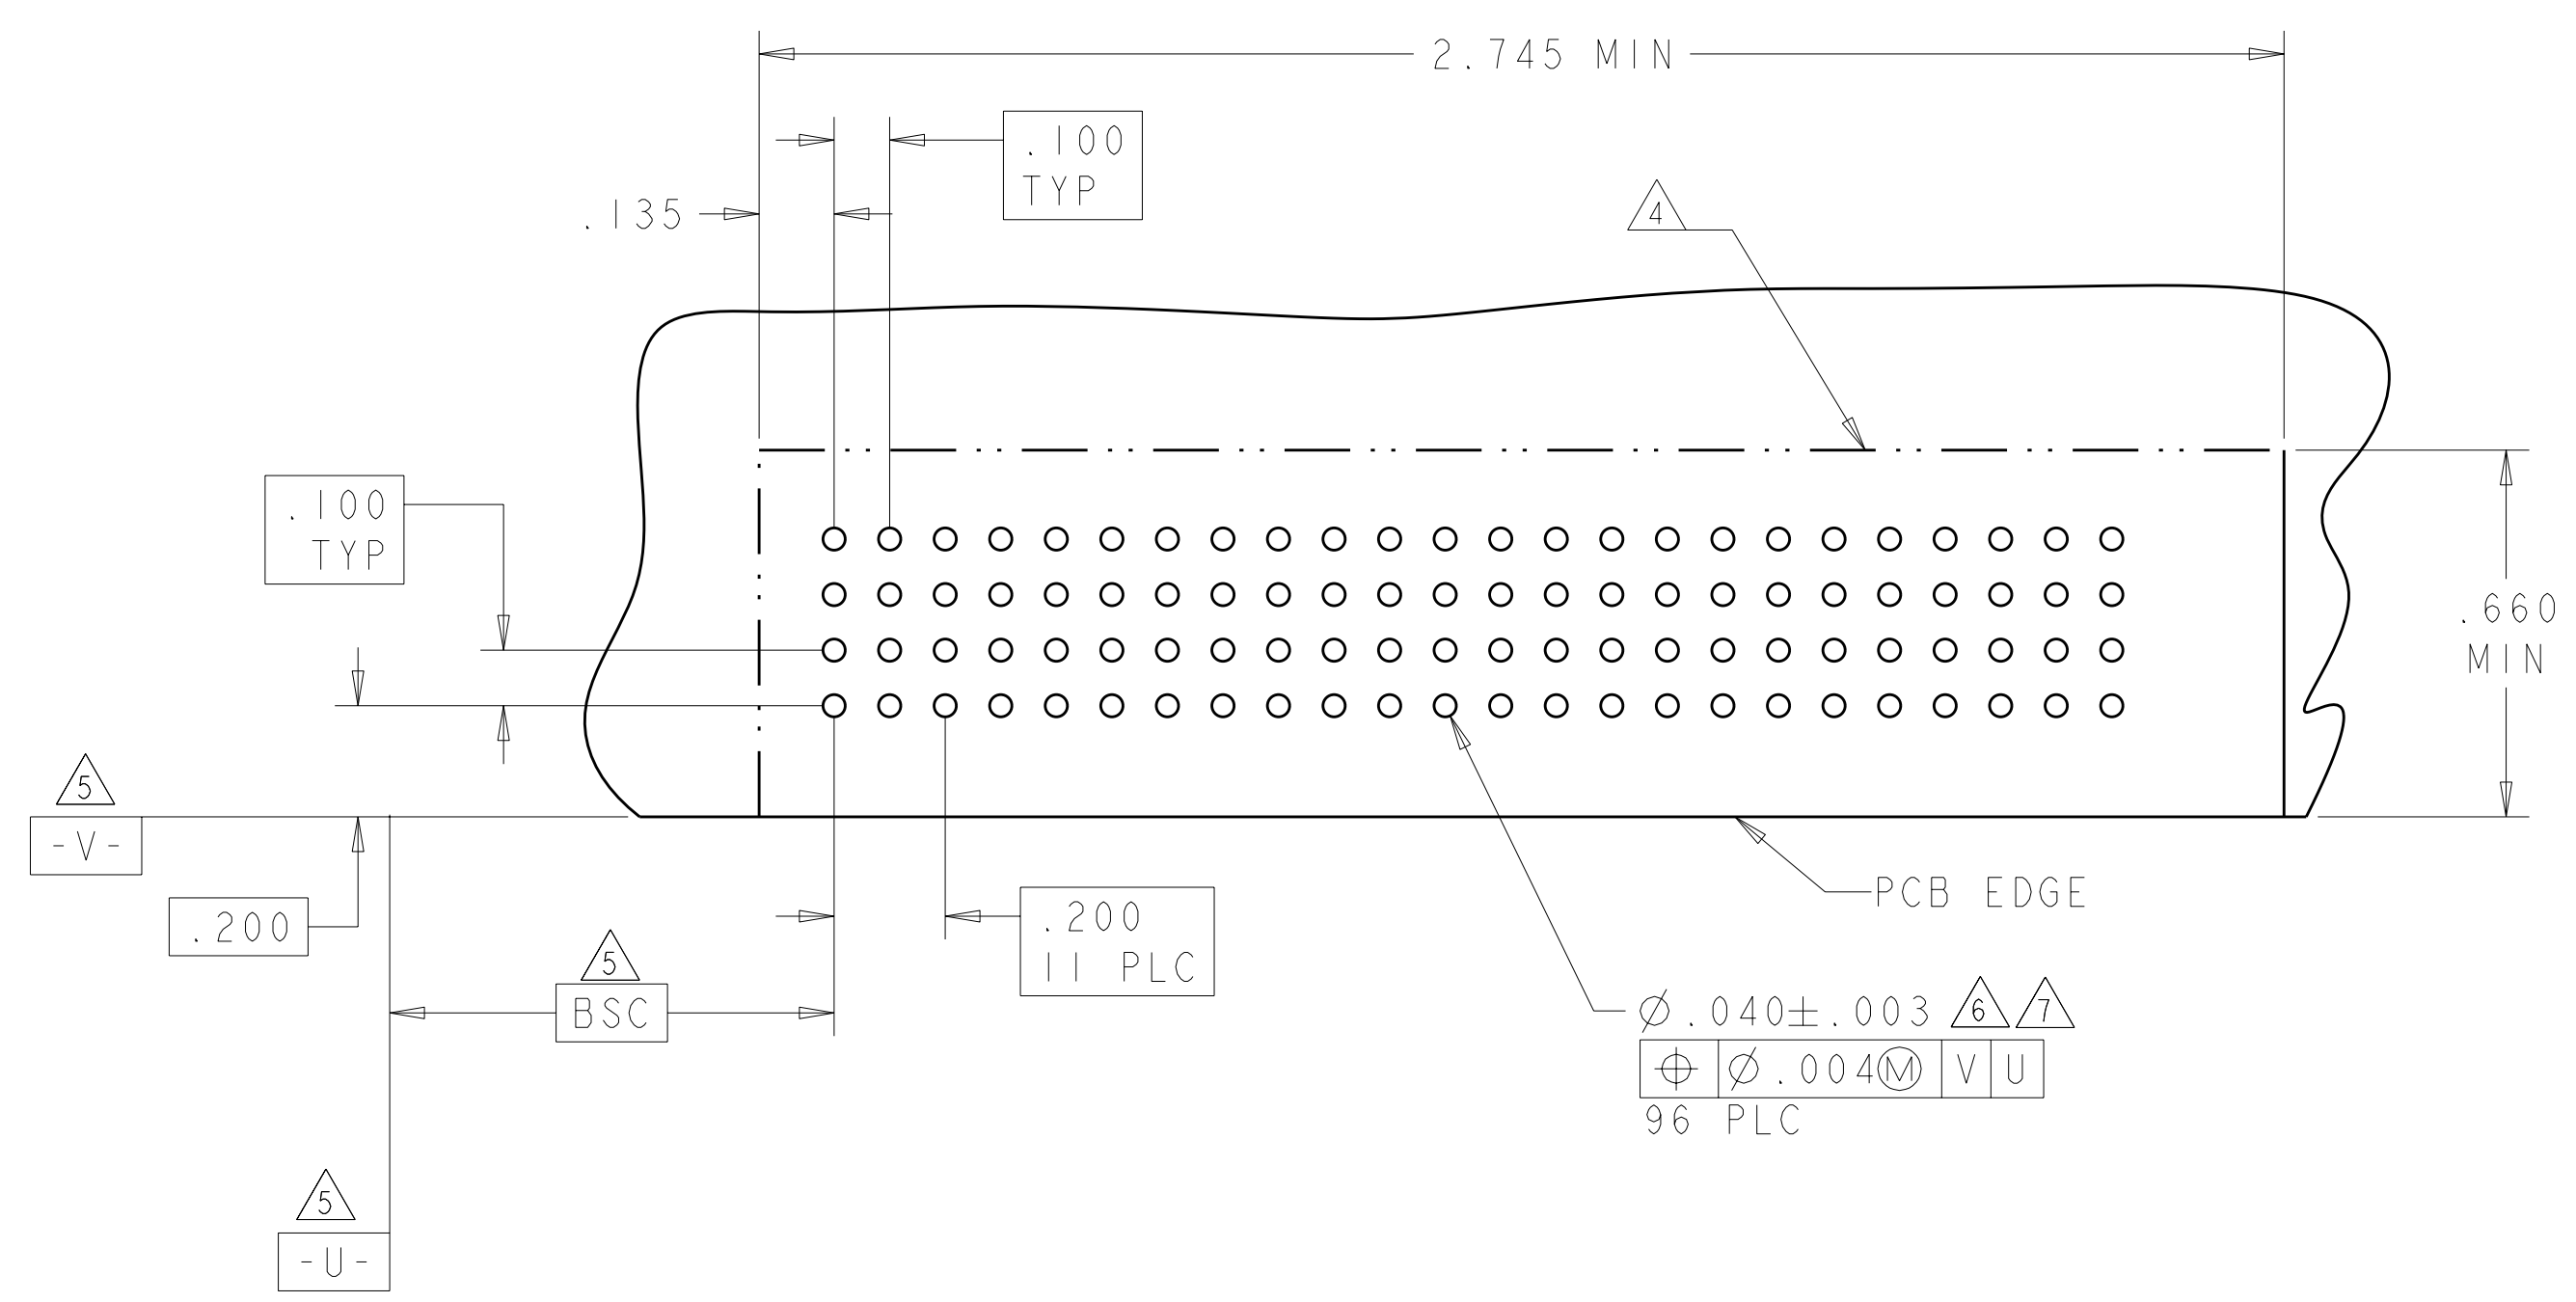 2.745 MIN
.100
TYP
.135
4
.100
TYP
.660
MIN
5
-V-
.200
.200
11 PLC
PCB EDGE
5
BSC
Ø.040±.003 6 7
⌖ Ø.004Ⓜ V U
96 PLC
5
-U-